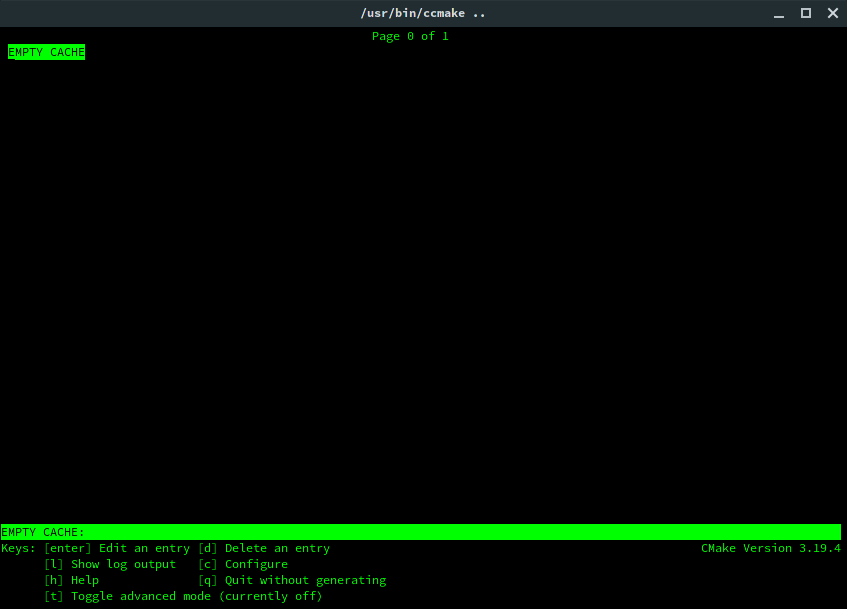 /usr/bin/ccmake ..
Page 0 of 1
EMPTY CACHE
EMPTY CACHE:
Keys: [enter] Edit an entry [d] Delete an entry CMake Version 3.19.4
[l] Show log output [c] Configure
[h] Help [q] Quit without generating
[t] Toggle advanced mode (currently off)